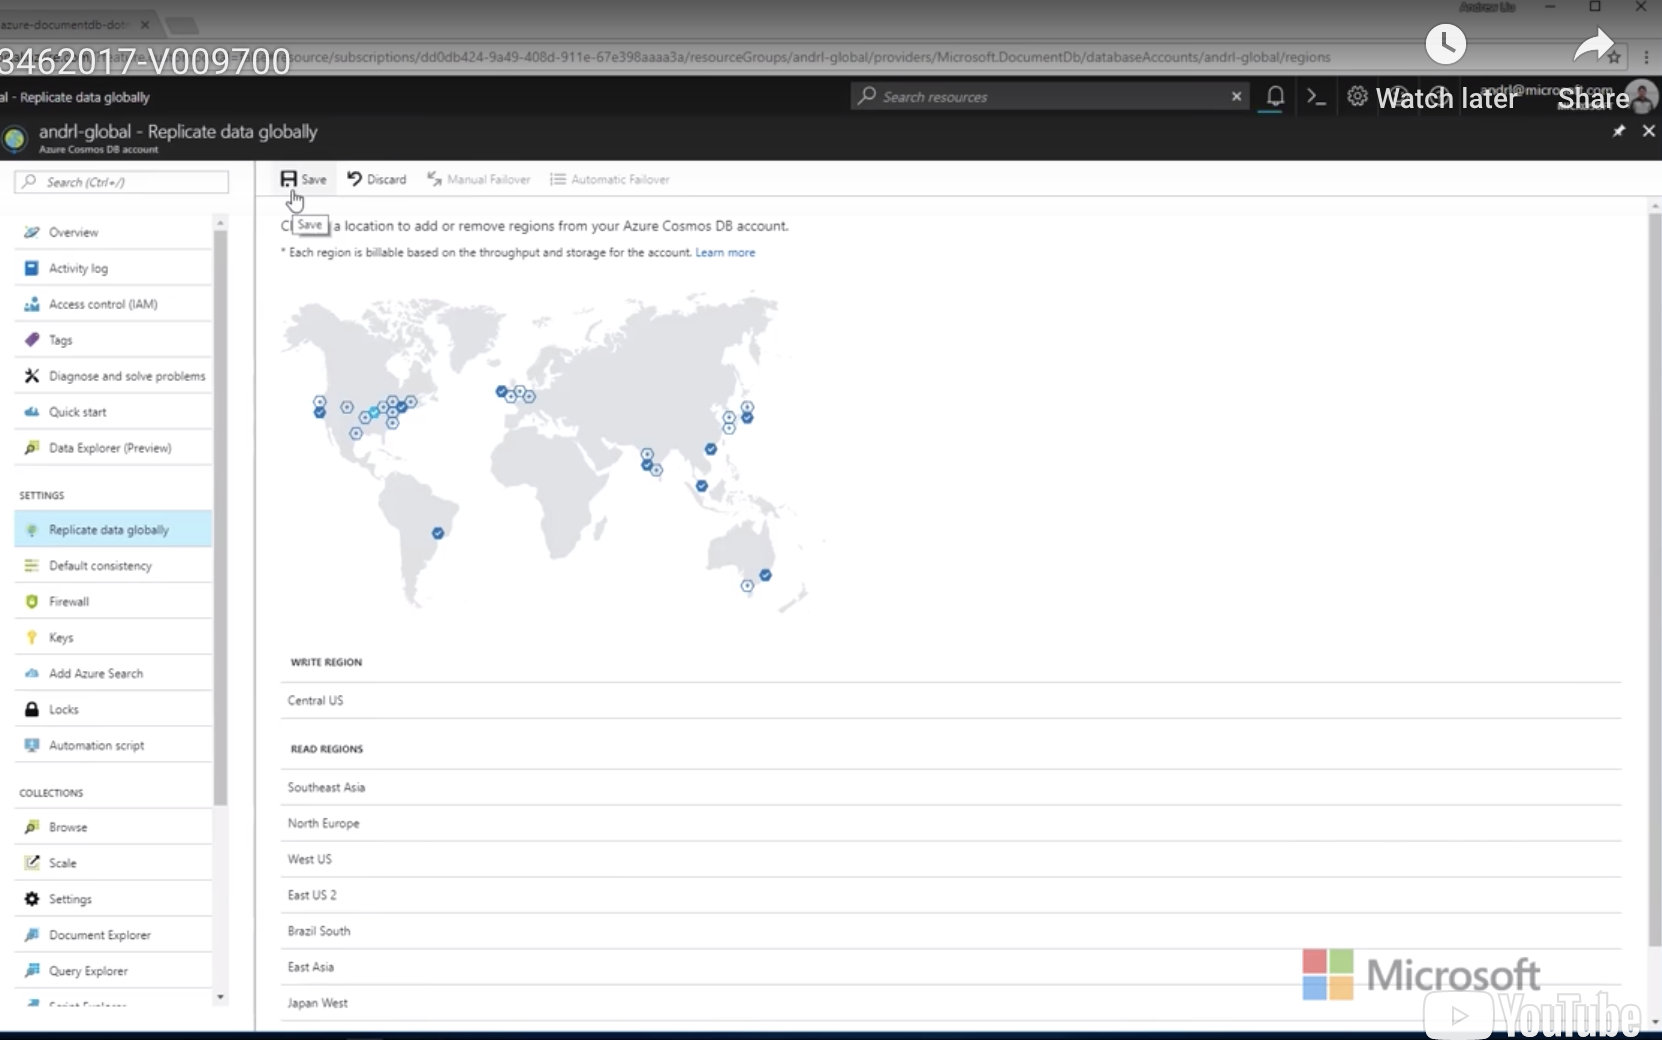 Andrew Liu
azure-documentdb-dot
3462017-V009700
source/subscriptions/dd0db424-9a49-408d-911e-67e398aaaa3a/resourceGroups/andrl-global/providers/Microsoft.DocumentDb/databaseAccounts/andrl-global/regions
al - Replicate data globally
Search resources
andrl@microsoft.com
Watch later
Share
andrl-global - Replicate data globally
Azure Cosmos DB account
Search (Ctrl+/)
Save
Discard
Manual Failover
Automatic Failover
Save
a location to add or remove regions from your Azure Cosmos DB account.
* Each region is billable based on the throughput and storage for the account. Learn more
Overview
Activity log
Access control (IAM)
Tags
Diagnose and solve problems
Quick start
Data Explorer (Preview)
SETTINGS
Replicate data globally
Default consistency
Firewall
Keys
Add Azure Search
Locks
Automation script
COLLECTIONS
Browse
Scale
Settings
Document Explorer
Query Explorer
Script Explorer
WRITE REGION
Central US
READ REGIONS
Southeast Asia
North Europe
West US
East US 2
Brazil South
East Asia
Japan West
Microsoft
YouTube